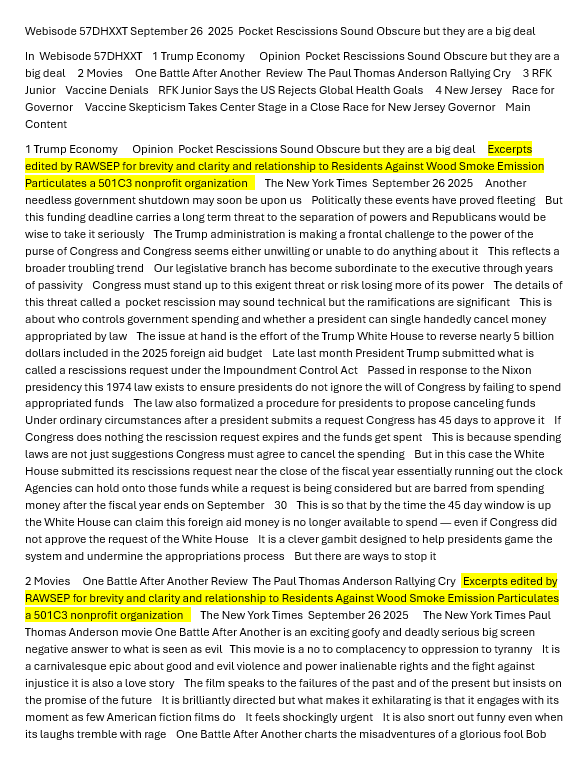 Webisode 57DHXXT September 26 2025 Pocket Rescissions Sound Obscure but they are a big deal
In Webisode 57DHXXT 1 Trump Economy Opinion Pocket Rescissions Sound Obscure but they are a
big deal 2 Movies One Battle After Another Review The Paul Thomas Anderson Rallying Cry 3 RFK
Junior Vaccine Denials RFK Junior Says the US Rejects Global Health Goals 4 New Jersey Race for
Governor Vaccine Skepticism Takes Center Stage in a Close Race for New Jersey Governor Main
Content
1 Trump Economy Opinion Pocket Rescissions Sound Obscure but they are a big deal Excerpts
edited by RAWSEP for brevity and clarity and relationship to Residents Against Wood Smoke Emission
Particulates a 501C3 nonprofit organization The New York Times September 26 2025 Another
needless government shutdown may soon be upon us Politically these events have proved fleeting But
this funding deadline carries a long term threat to the separation of powers and Republicans would be
wise to take it seriously The Trump administration is making a frontal challenge to the power of the
purse of Congress and Congress seems either unwilling or unable to do anything about it This reflects a
broader troubling trend Our legislative branch has become subordinate to the executive through years
of passivity Congress must stand up to this exigent threat or risk losing more of its power The details of
this threat called a pocket rescission may sound technical but the ramifications are significant This is
about who controls government spending and whether a president can single handedly cancel money
appropriated by law The issue at hand is the effort of the Trump White House to reverse nearly 5 billion
dollars included in the 2025 foreign aid budget Late last month President Trump submitted what is
called a rescissions request under the Impoundment Control Act Passed in response to the Nixon
presidency this 1974 law exists to ensure presidents do not ignore the will of Congress by failing to spend
appropriated funds The law also formalized a procedure for presidents to propose canceling funds
Under ordinary circumstances after a president submits a request Congress has 45 days to approve it If
Congress does nothing the rescission request expires and the funds get spent This is because spending
laws are not just suggestions Congress must agree to cancel the spending But in this case the White
House submitted its rescissions request near the close of the fiscal year essentially running out the clock
Agencies can hold onto those funds while a request is being considered but are barred from spending
money after the fiscal year ends on September 30 This is so that by the time the 45 day window is up
the White House can claim this foreign aid money is no longer available to spend — even if Congress did
not approve the request of the White House It is a clever gambit designed to help presidents game the
system and undermine the appropriations process But there are ways to stop it
2 Movies One Battle After Another Review The Paul Thomas Anderson Rallying Cry Excerpts edited by
RAWSEP for brevity and clarity and relationship to Residents Against Wood Smoke Emission Particulates
a 501C3 nonprofit organization The New York Times September 26 2025 The New York Times Paul
Thomas Anderson movie One Battle After Another is an exciting goofy and deadly serious big screen
negative answer to what is seen as evil This movie is a no to complacency to oppression to tyranny It is
a carnivalesque epic about good and evil violence and power inalienable rights and the fight against
injustice it is also a love story The film speaks to the failures of the past and of the present but insists on
the promise of the future It is brilliantly directed but what makes it exhilarating is that it engages with its
moment as few American fiction films do It feels shockingly urgent It is also snort out funny even when
its laughs tremble with rage One Battle After Another charts the misadventures of a glorious fool Bob